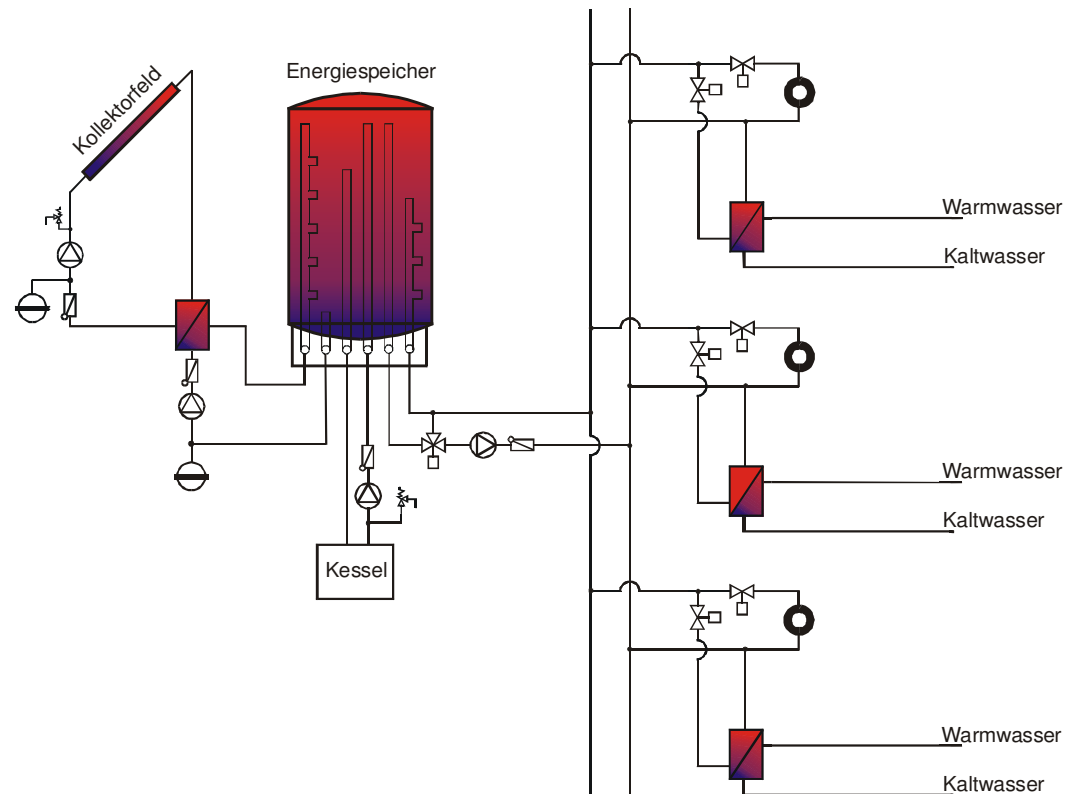 Energiespeicher
Kollektorfeld
Warmwasser
Kaltwasser
Warmwasser
Kaltwasser
Kessel
Warmwasser
Kaltwasser